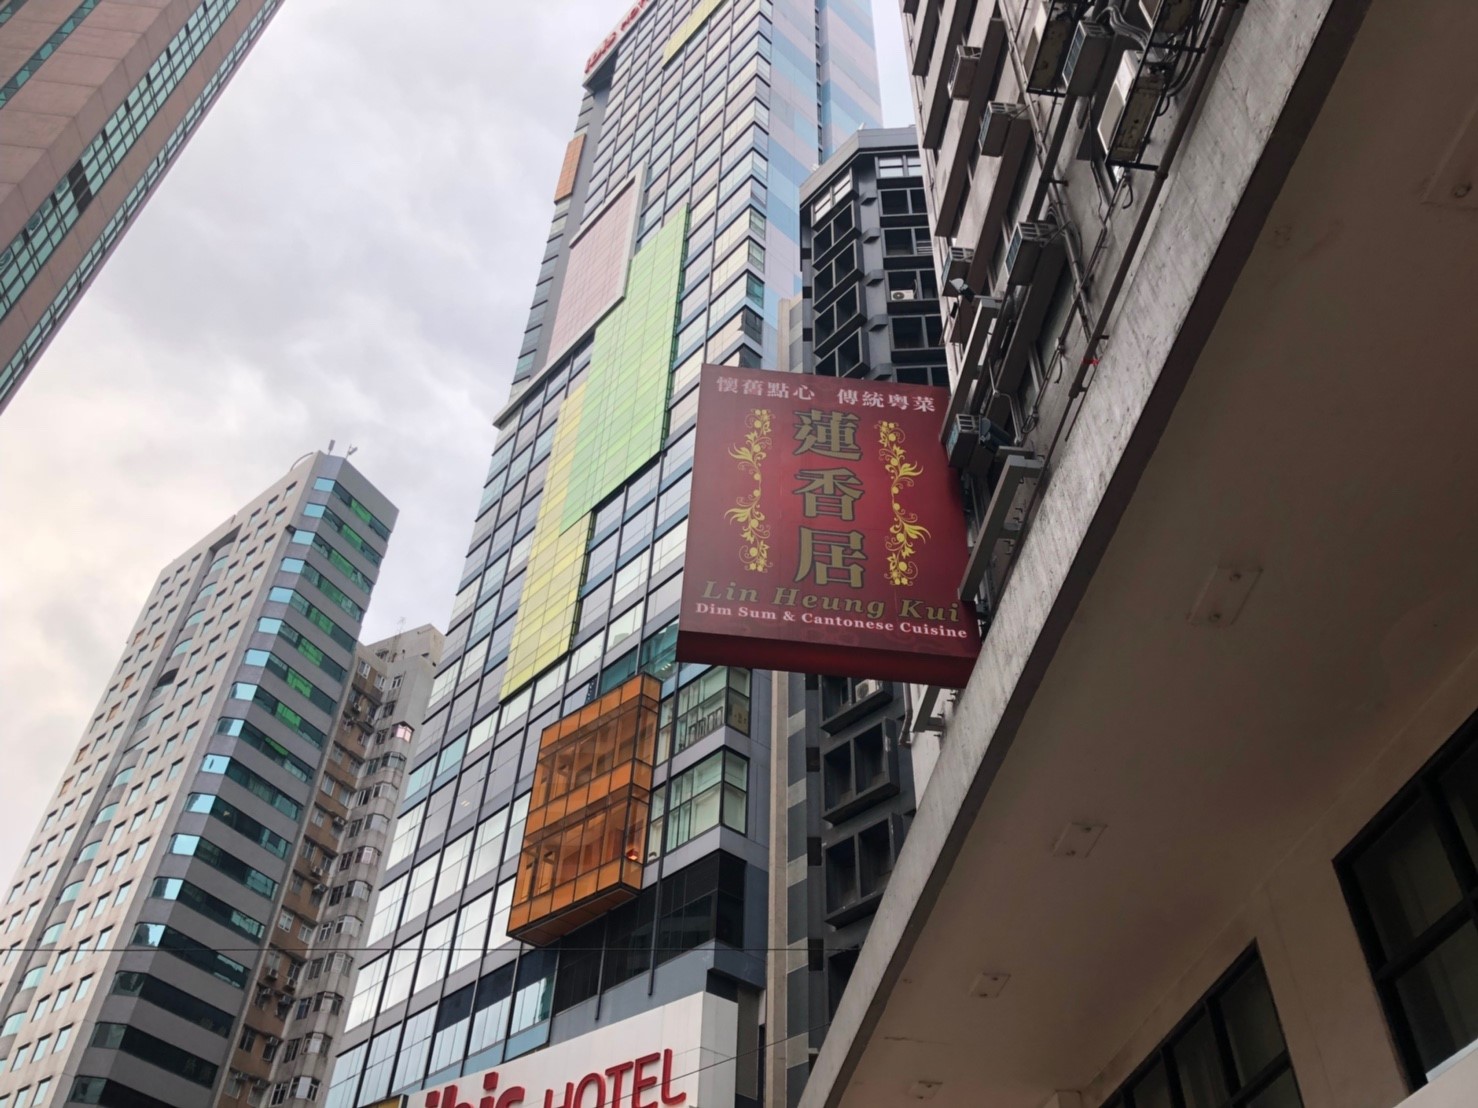 懷舊點心 傳統粵菜
蓮香居
Lin Heung Kui
Dim Sum & Cantonese Cuisine
ibis HOTEL